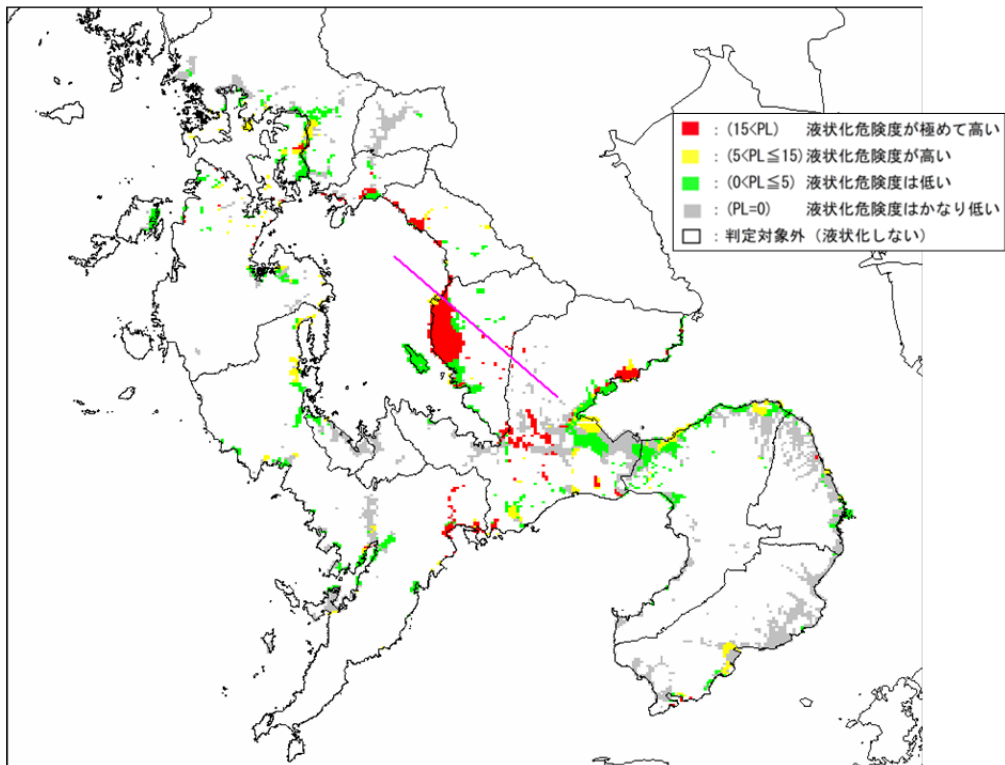 : (15<PL) 液状化危険度が極めて高い
: (5<PL≦15) 液状化危険度が高い
: (0<PL≦5) 液状化危険度は低い
: (PL=0) 液状化危険度はかなり低い
: 判定対象外 (液状化しない)